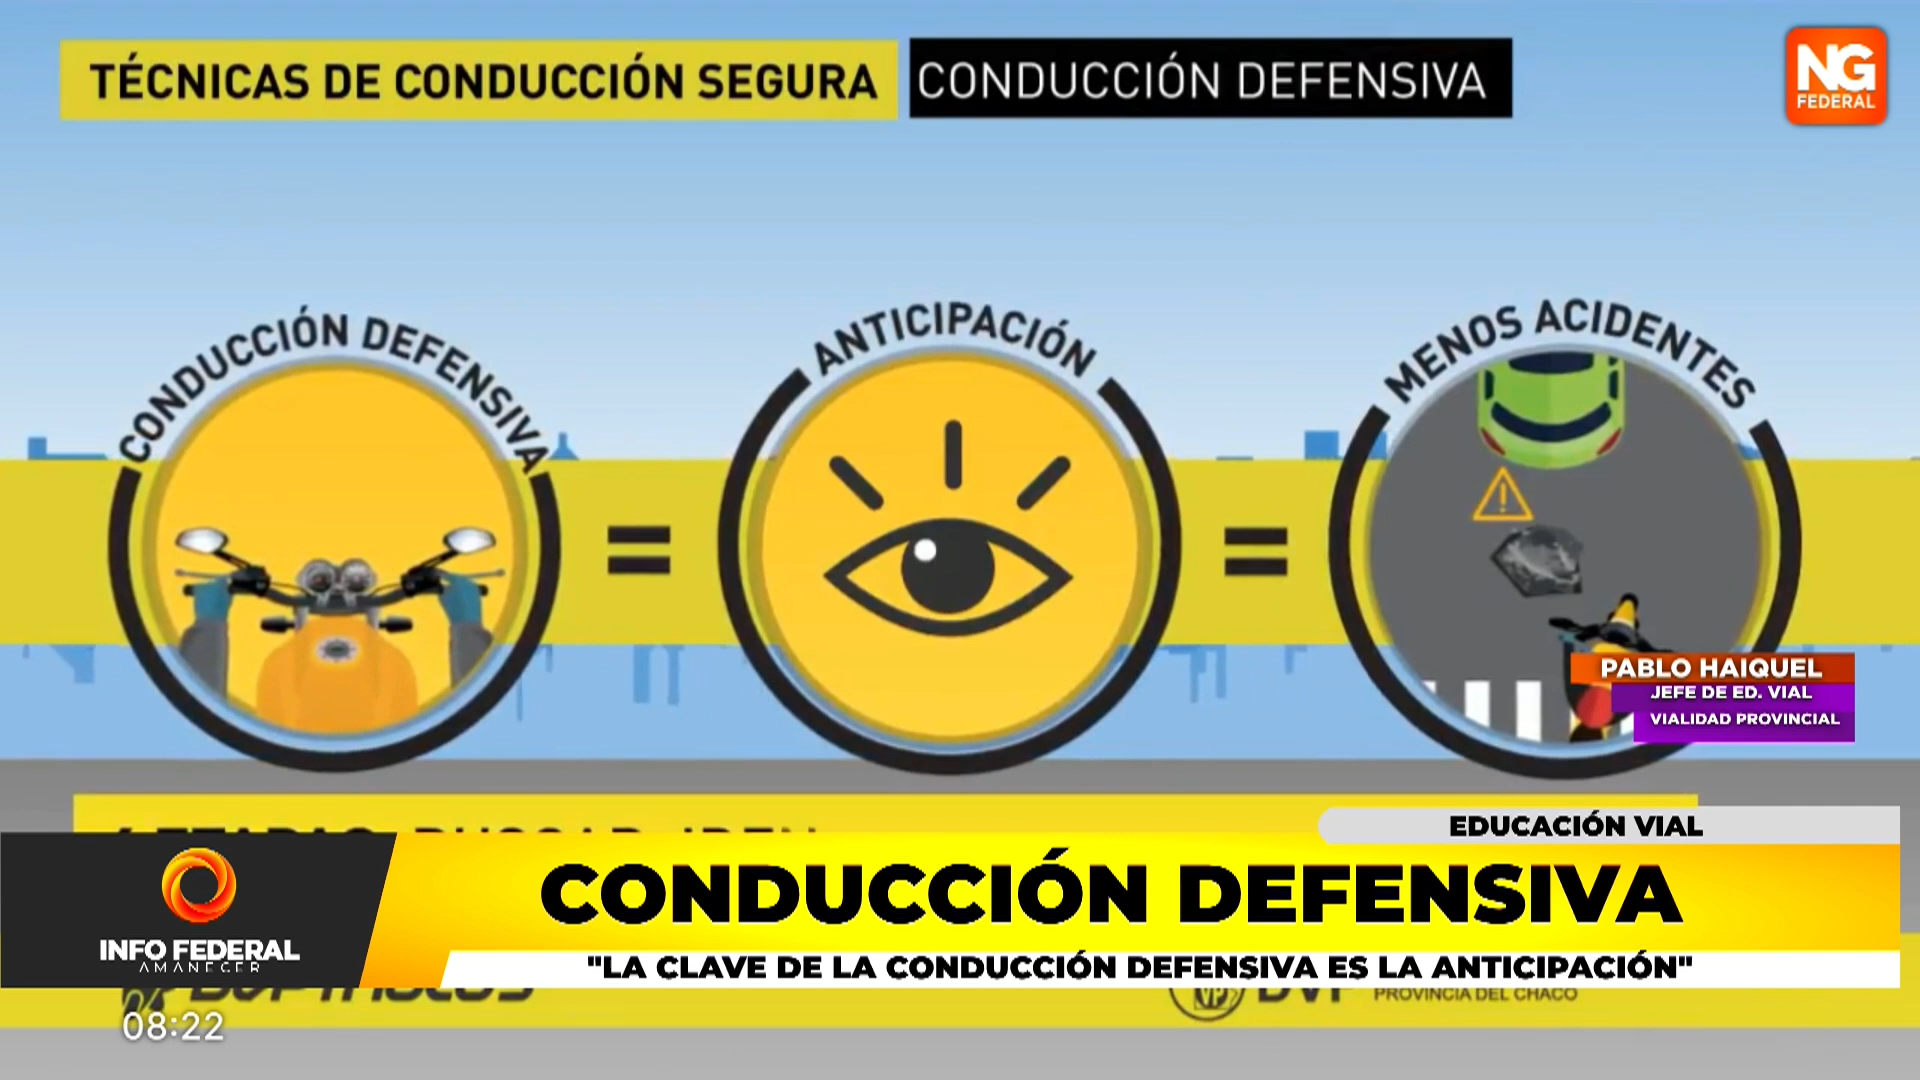 TÉCNICAS DE CONDUCCIÓN SEGURA
CONDUCCIÓN DEFENSIVA
NG
FEDERAL
CONDUCCIÓN DEFENSIVA
=
ANTICIPACIÓN
=
MENOS ACIDENTES
PABLO HAIQUEL
JEFE DE ED. VIAL
VIALIDAD PROVINCIAL
EDUCACIÓN VIAL
CONDUCCIÓN DEFENSIVA
"LA CLAVE DE LA CONDUCCIÓN DEFENSIVA ES LA ANTICIPACIÓN"
INFO FEDERAL
AMANECER
PROVINCIA DEL CHACO
08:22